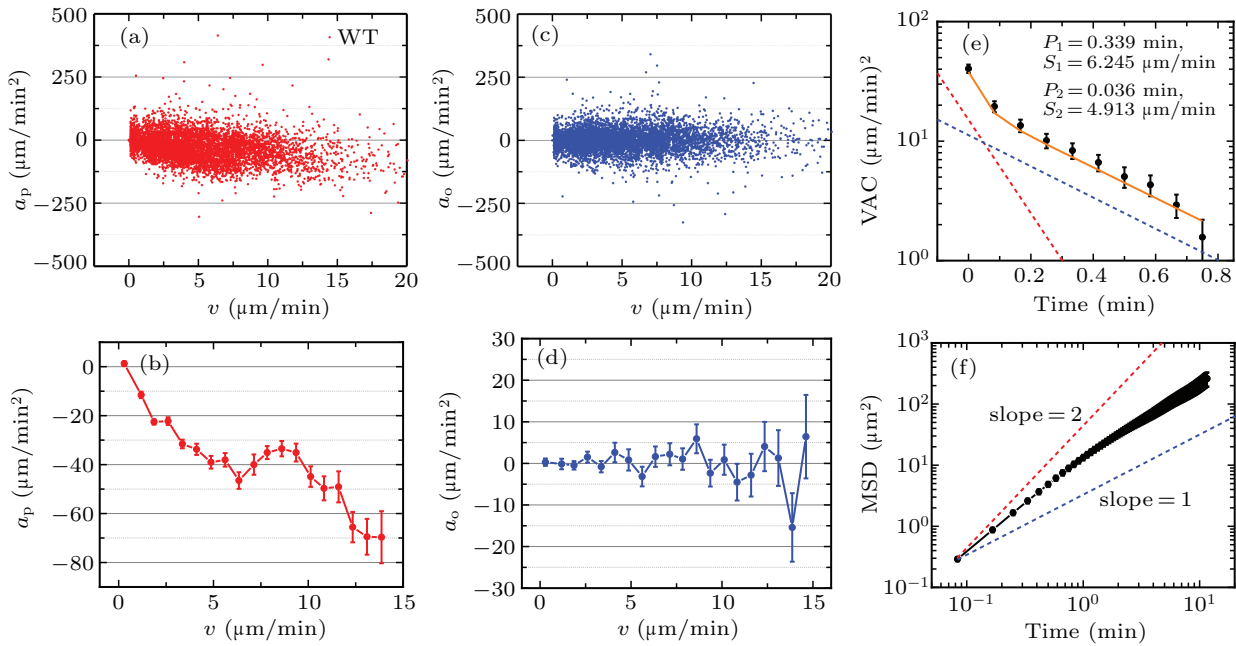 (a)
WT
500
250
0
−250
−500
a_p (µm/min²)
0
5
10
15
20
v (µm/min)
(c)
500
250
0
−250
−500
a_o (µm/min²)
0
5
10
15
20
v (µm/min)
(e)
P₁=0.339 min,
S₁=6.245 µm/min
P₂=0.036 min,
S₂=4.913 µm/min
10²
10¹
10⁰
VAC (µm/min)²
0
0.2
0.4
0.6
0.8
Time (min)
(b)
0
−20
−40
−60
−80
a_p (µm/min²)
0
5
10
15
v (µm/min)
(d)
30
20
10
0
−10
−20
−30
a_o (µm/min²)
0
5
10
15
v (µm/min)
(f)
slope=2
slope=1
10³
10²
10¹
10⁰
10⁻¹
MSD (µm²)
10⁻¹
10⁰
10¹
Time (min)